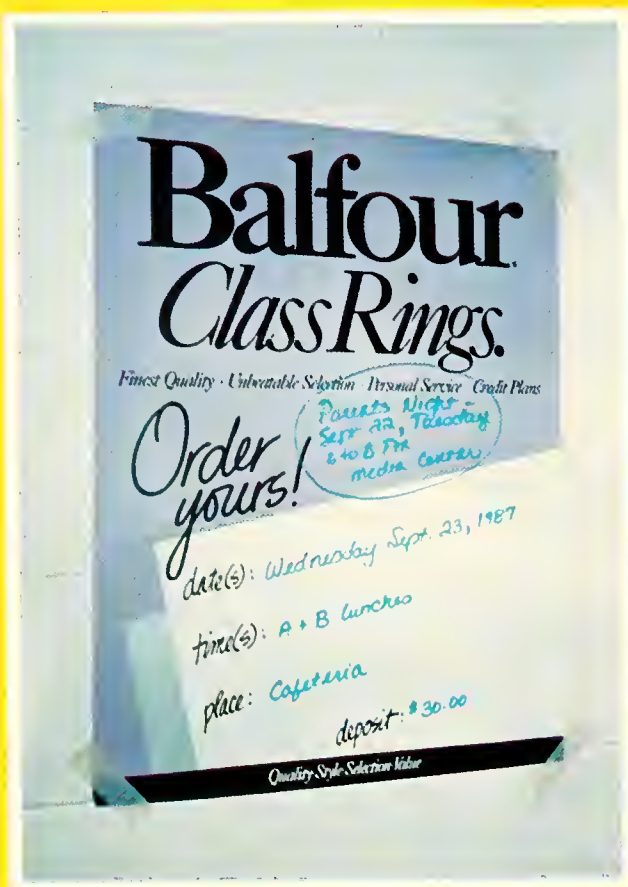 Balfour
Class Rings.
Finest Quality · Unbeatable Selection · Personal Service · Credit Plans
Order
yours!
Parents Night -
Sept 22, Tuesday
6 to 8 PM
media center
date(s): Wednesday Sept. 23, 1987
time(s): A + B lunches
place: Cafeteria
deposit: $30.00
Quality Style Selection Value